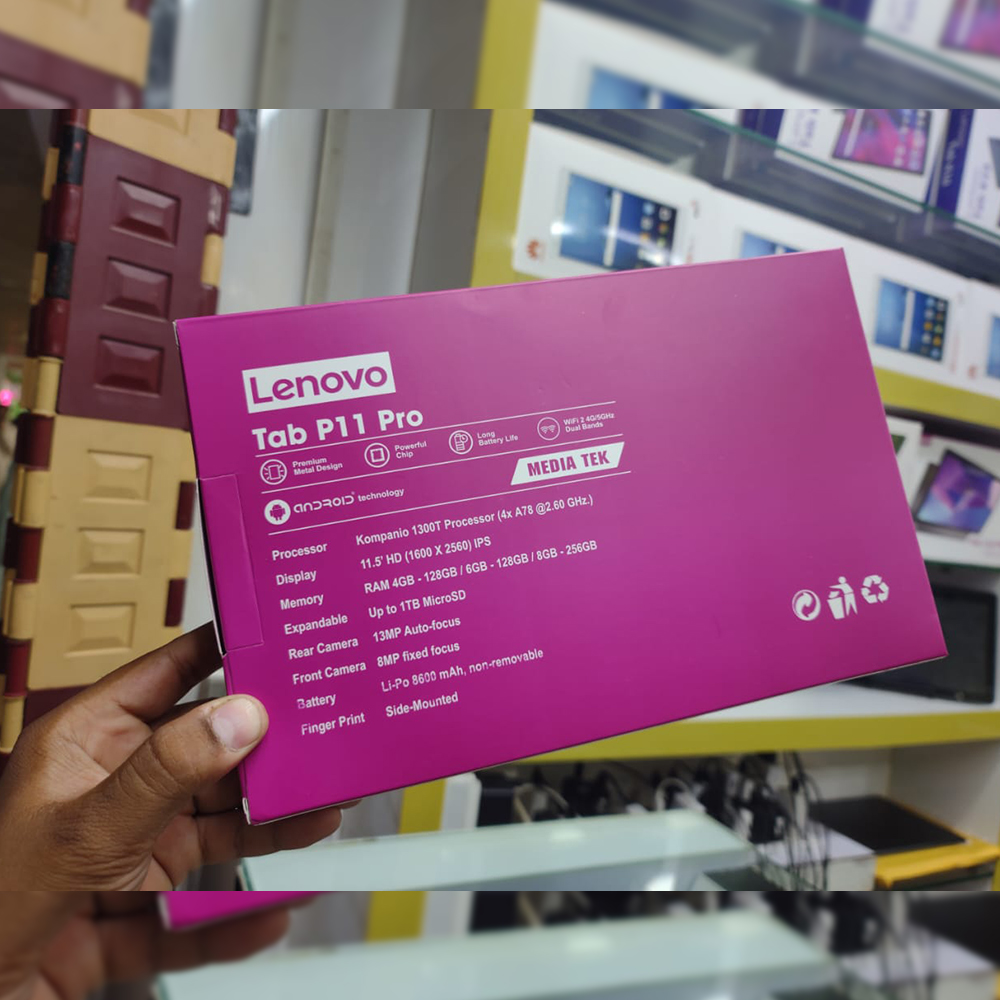 Lenovo
Tab P11 Pro
Premium
Metal Design
Powerful
Chip
Long
Battery Life
WiFi 2 4G/5GHz
Dual Bands
ANDROID technology
MEDIA TEK
Processor Kompanio 1300T Processor (4x A78 @2.60 GHz.)
Display 11.5' HD (1600 X 2560) IPS
Memory RAM 4GB - 128GB / 6GB - 128GB / 8GB - 256GB
Expandable Up to 1TB MicroSD
Rear Camera 13MP Auto-focus
Front Camera 8MP fixed focus
Battery Li-Po 8600 mAh, non-removable
Finger Print Side-Mounted